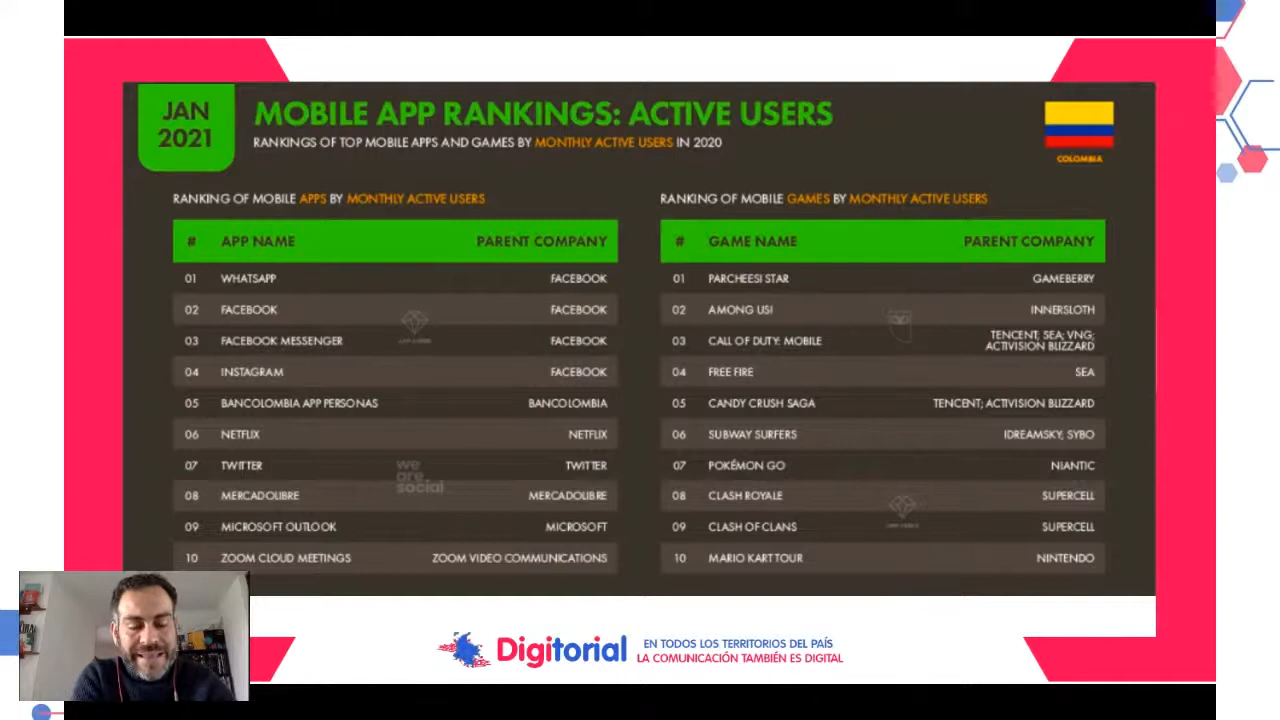 JAN
2021
MOBILE APP RANKINGS: ACTIVE USERS
RANKINGS OF TOP MOBILE APPS AND GAMES BY MONTHLY ACTIVE USERS IN 2020
COLOMBIA
RANKING OF MOBILE APPS BY MONTHLY ACTIVE USERS
# APP NAME PARENT COMPANY
01 WHATSAPP FACEBOOK
02 FACEBOOK FACEBOOK
03 FACEBOOK MESSENGER FACEBOOK
04 INSTAGRAM FACEBOOK
05 BANCOLOMBIA APP PERSONAS BANCOLOMBIA
06 NETFLIX NETFLIX
07 TWITTER TWITTER
08 MERCADOLIBRE MERCADOLIBRE
09 MICROSOFT OUTLOOK MICROSOFT
10 ZOOM CLOUD MEETINGS ZOOM VIDEO COMMUNICATIONS
we
are
social
RANKING OF MOBILE GAMES BY MONTHLY ACTIVE USERS
# GAME NAME PARENT COMPANY
01 PARCHEESI STAR GAMEBERRY
02 AMONG US! INNERSLOTH
03 CALL OF DUTY: MOBILE TENCENT; SEA; VNG;
ACTIVISION BLIZZARD
04 FREE FIRE SEA
05 CANDY CRUSH SAGA TENCENT; ACTIVISION BLIZZARD
06 SUBWAY SURFERS IDREAMSKY; SYBO
07 POKÉMON GO NIANTIC
08 CLASH ROYALE SUPERCELL
09 CLASH OF CLANS SUPERCELL
10 MARIO KART TOUR NINTENDO
Digitorial
EN TODOS LOS TERRITORIOS DEL PAÍS
LA COMUNICACIÓN TAMBIÉN ES DIGITAL